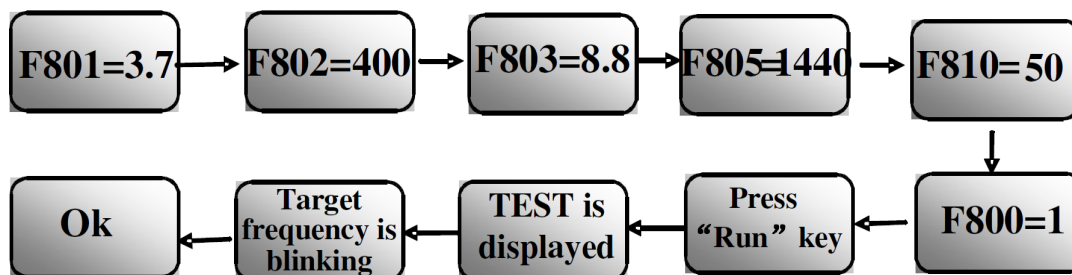 F801=3.7
F802=400
F803=8.8
F805=1440
F810=50
F800=1
Press
“Run” key
TEST is
displayed
Target
frequency is
blinking
Ok